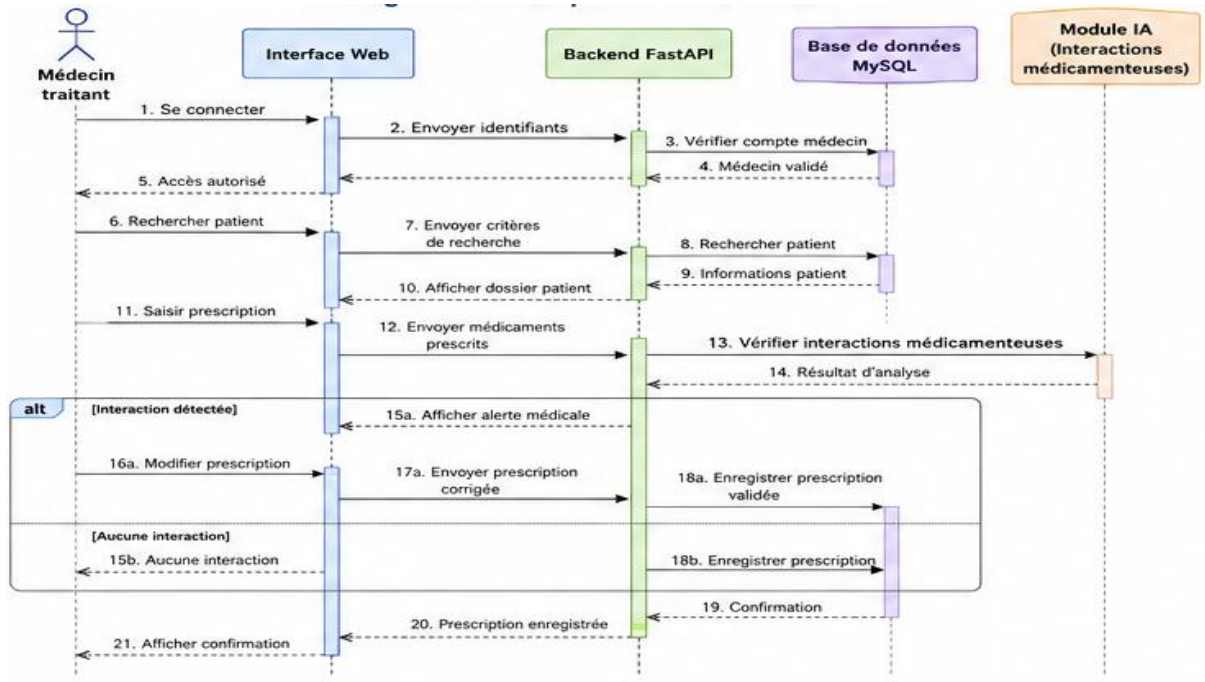 Médecin
traitant
Interface Web
Backend FastAPI
Base de données
MySQL
Module IA
(Interactions
médicamenteuses)
1. Se connecter
2. Envoyer identifiants
3. Vérifier compte médecin
4. Médecin validé
5. Accès autorisé
6. Rechercher patient
7. Envoyer critères
de recherche
8. Rechercher patient
9. Informations patient
10. Afficher dossier patient
11. Saisir prescription
12. Envoyer médicaments
prescrits
13. Vérifier interactions médicamenteuses
14. Résultat d'analyse
alt
[Interaction détectée]
15a. Afficher alerte médicale
16a. Modifier prescription
17a. Envoyer prescription
corrigée
18a. Enregistrer prescription
validée
[Aucune interaction]
15b. Aucune interaction
18b. Enregistrer prescription
19. Confirmation
20. Prescription enregistrée
21. Afficher confirmation